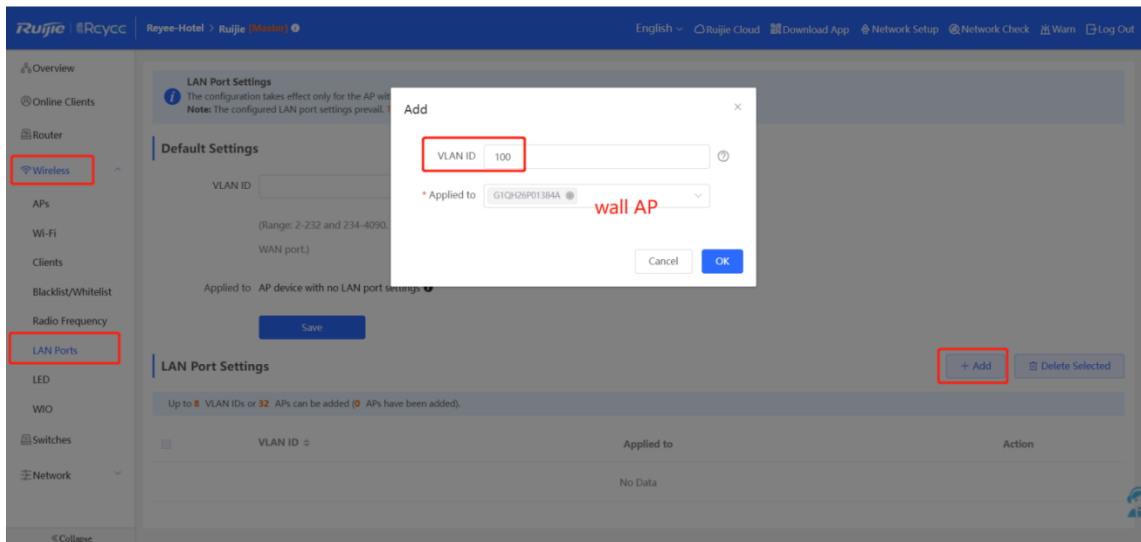 Ruijie Rcycc Reyee-Hotel > Ruijie [Master] English Ruijie Cloud Download App Network Setup Network Check Warn Log Out
Overview
Online Clients
Router
Wireless
APs
Wi-Fi
Clients
Blacklist/Whitelist
Radio Frequency
LAN Ports
LED
WIO
Switches
Network
Collapse
LAN Port Settings
The configuration takes effect only for the AP wit
Note: The configured LAN port settings prevail.
Default Settings
VLAN ID
(Range: 2-232 and 234-4090.
WAN port.)
Applied to AP device with no LAN port settings
Save
Add
VLAN ID 100
* Applied to G1QH26P01384A
wall AP
Cancel OK
LAN Port Settings
+ Add Delete Selected
Up to 8 VLAN IDs or 32 APs can be added (0 APs have been added).
VLAN ID Applied to Action
No Data